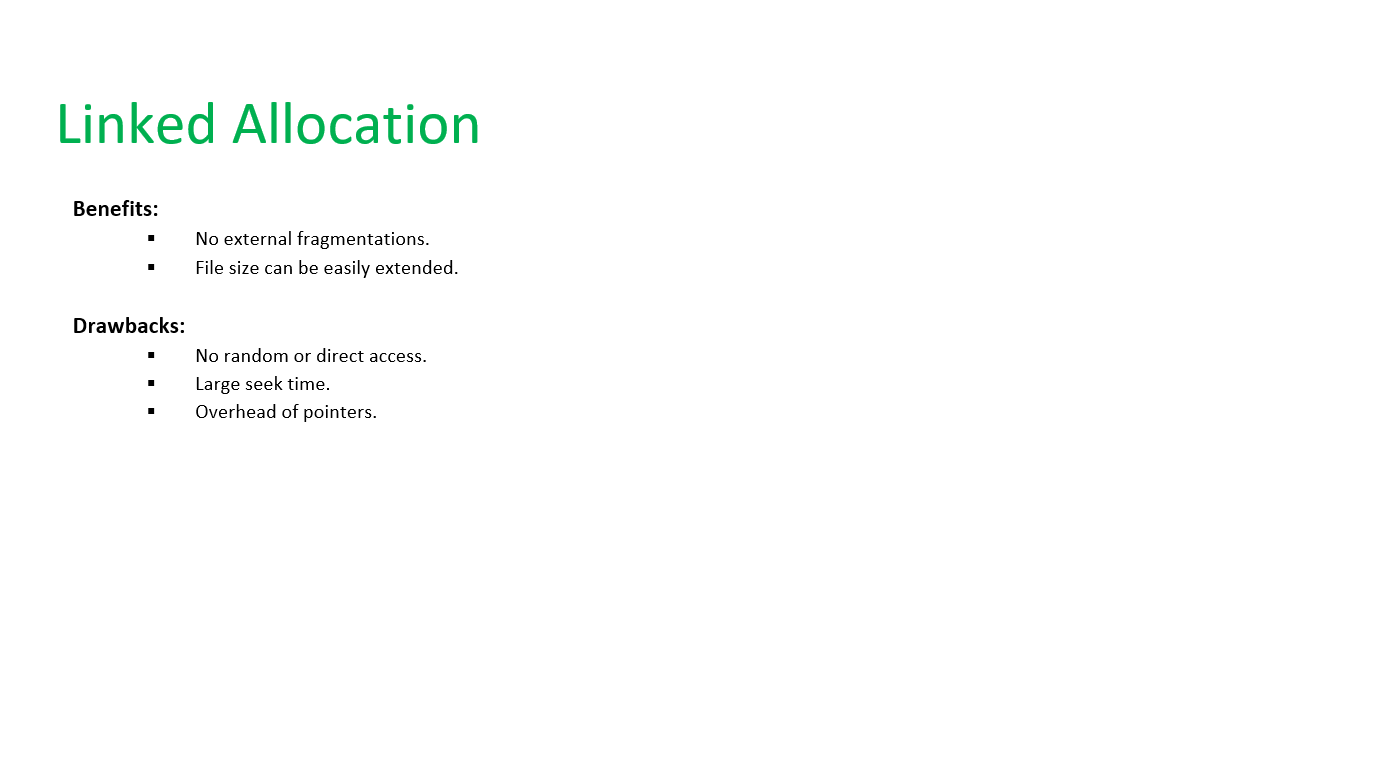 Linked Allocation
Benefits:
▪ No external fragmentations.
▪ File size can be easily extended.
Drawbacks:
▪ No random or direct access.
▪ Large seek time.
▪ Overhead of pointers.